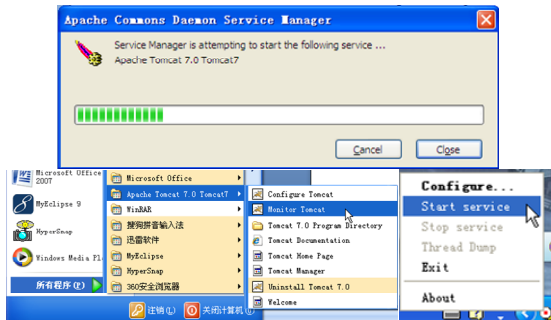 Apache Commons Daemon Service Manager
Service Manager is attempting to start the following service ...
Apache Tomcat 7.0 Tomcat7
Cancel
Close
Microsoft Office
2007
MyEclipse 9
HyperSnap
Windows Media Pl
所有程序(P)
Microsoft Office
Apache Tomcat 7.0 Tomcat7
WinRAR
搜狗拼音输入法
迅雷软件
MyEclipse
HyperSnap
360安全浏览器
注销(L)
关闭计算机(U)
Configure Tomcat
Monitor Tomcat
Tomcat 7.0 Program Directory
Tomcat Documentation
Tomcat Home Page
Tomcat Manager
Uninstall Tomcat 7.0
Welcome
Configure...
Start service
Stop service
Thread Dump
Exit
About